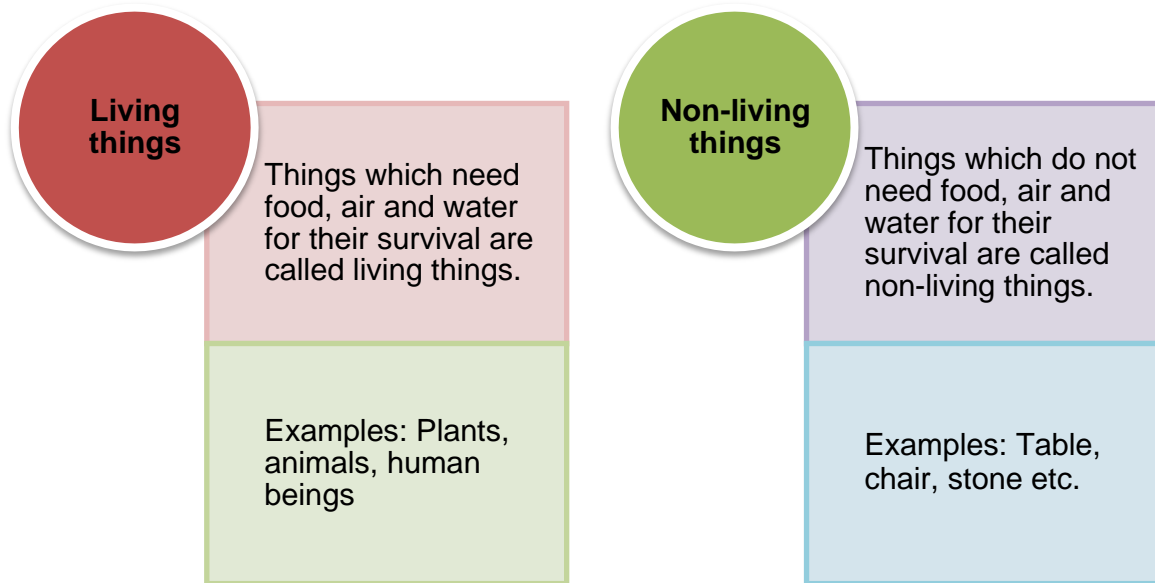 Living
things
Things which need
food, air and water
for their survival are
called living things.
Examples: Plants,
animals, human
beings
Non-living
things
Things which do not
need food, air and
water for their
survival are called
non-living things.
Examples: Table,
chair, stone etc.